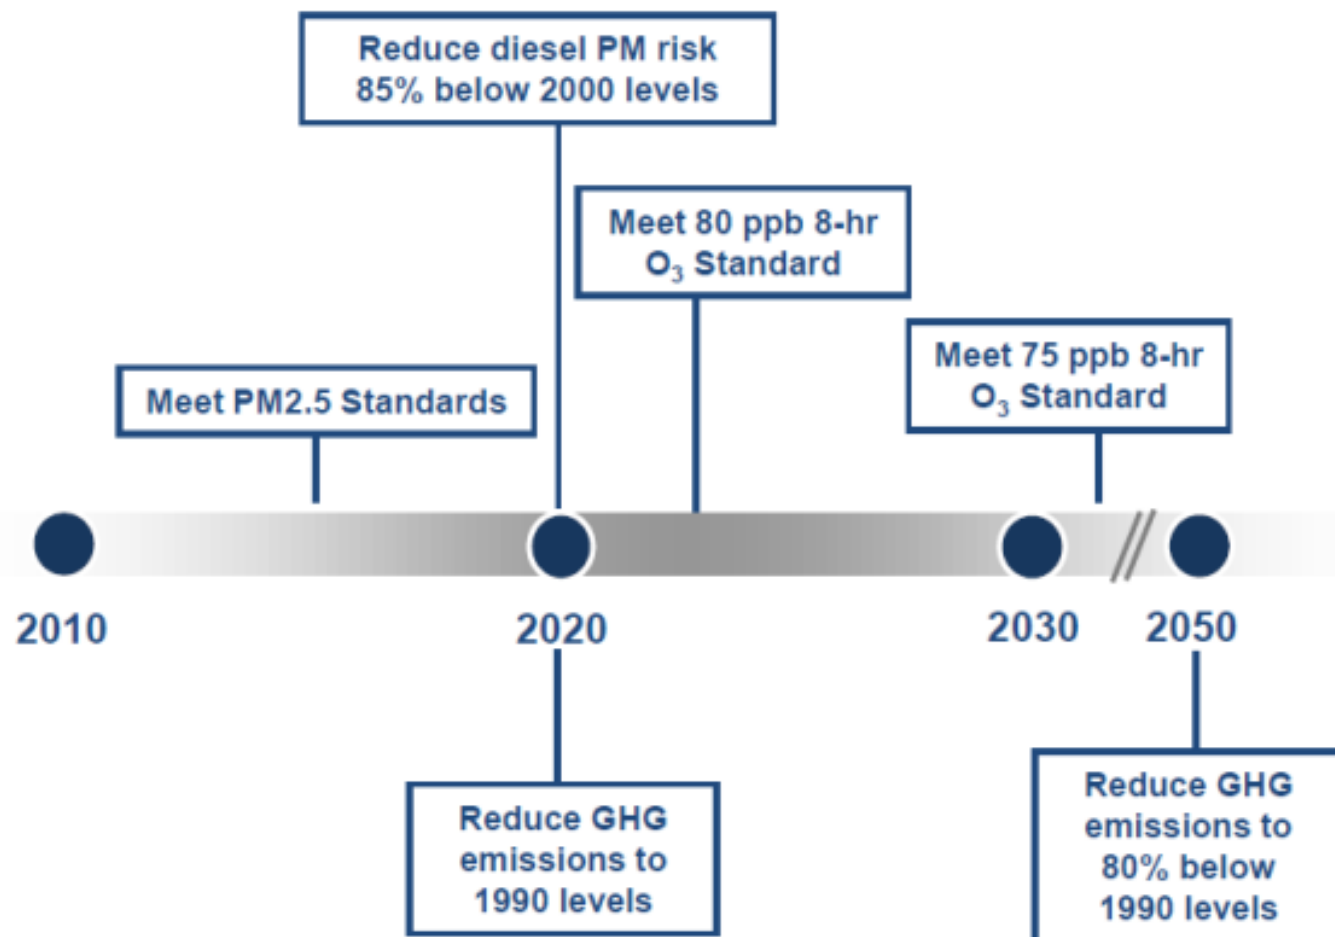 Reduce diesel PM risk
85% below 2000 levels
Meet 80 ppb 8-hr
O₃ Standard
Meet 75 ppb 8-hr
O₃ Standard
Meet PM2.5 Standards
2010
2020
2030
2050
Reduce GHG
emissions to
1990 levels
Reduce GHG
emissions to
80% below
1990 levels